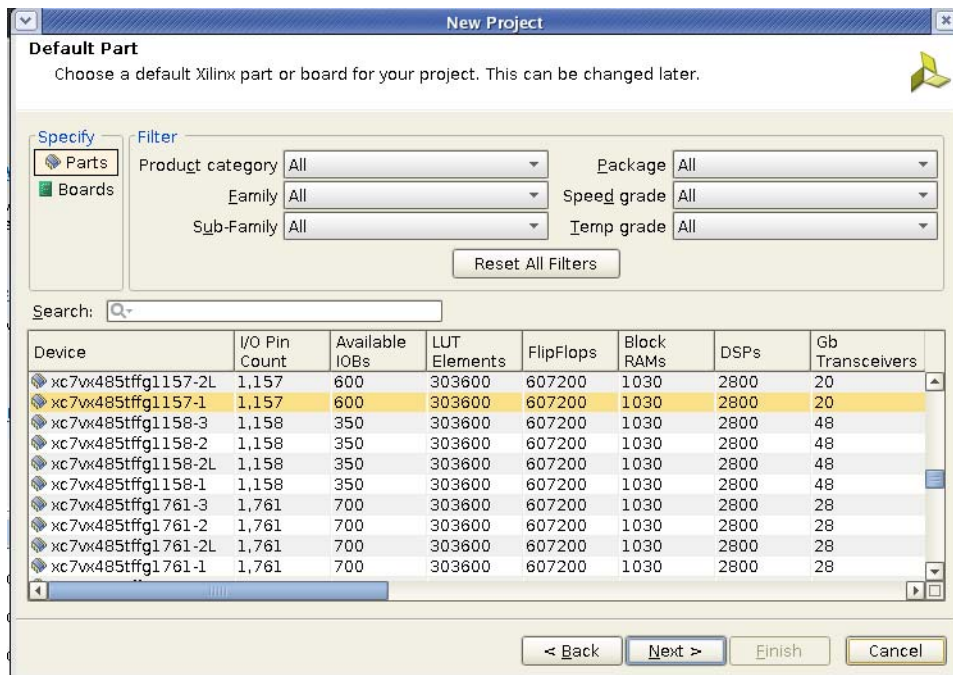 New Project
Default Part
Choose a default Xilinx part or board for your project. This can be changed later.
Specify
Filter
Parts
Boards
Product category All
Package All
Family All
Speed grade All
Sub-Family All
Temp grade All
Reset All Filters
Search:
Device I/O Pin Count Available IOBs LUT Elements FlipFlops Block RAMs DSPs Gb Transceivers
xc7vx485tffg1157-2L 1,157 600 303600 607200 1030 2800 20
xc7vx485tffg1157-1 1,157 600 303600 607200 1030 2800 20
xc7vx485tffg1158-3 1,158 350 303600 607200 1030 2800 48
xc7vx485tffg1158-2 1,158 350 303600 607200 1030 2800 48
xc7vx485tffg1158-2L 1,158 350 303600 607200 1030 2800 48
xc7vx485tffg1158-1 1,158 350 303600 607200 1030 2800 48
xc7vx485tffg1761-3 1,761 700 303600 607200 1030 2800 28
xc7vx485tffg1761-2 1,761 700 303600 607200 1030 2800 28
xc7vx485tffg1761-2L 1,761 700 303600 607200 1030 2800 28
xc7vx485tffg1761-1 1,761 700 303600 607200 1030 2800 28
< Back Next > Finish Cancel